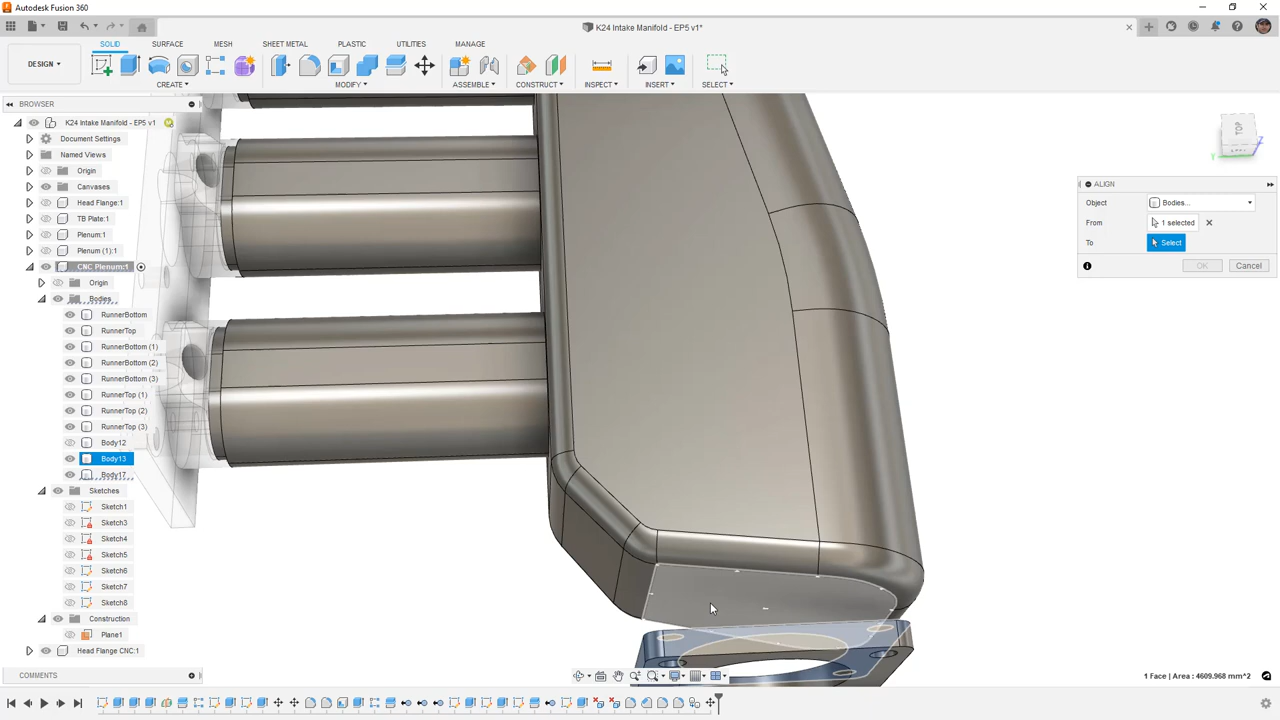 Autodesk Fusion 360
K24 Intake Manifold - EP5 v1*
SOLID SURFACE MESH SHEET METAL PLASTIC UTILITIES MANAGE
DESIGN
CREATE MODIFY ASSEMBLE CONSTRUCT INSPECT INSERT SELECT
BROWSER
K24 Intake Manifold - EP5 v1
Document Settings
Named Views
Origin
Canvases
Head Flange:1
TB Plate:1
Plenum:1
Plenum (1):1
CNC Plenum:1
Origin
Bodies
RunnerBottom
RunnerTop
RunnerBottom (1)
RunnerBottom (2)
RunnerBottom (3)
RunnerTop (1)
RunnerTop (2)
RunnerTop (3)
Body12
Body13
Body17
Sketches
Sketch1
Sketch3
Sketch4
Sketch5
Sketch6
Sketch7
Sketch8
Construction
Plane1
Head Flange CNC:1
COMMENTS
TOP
ALIGN
Object Bodies...
From 1 selected
To Select
OK Cancel
1 Face | Area : 4609.968 mm^2